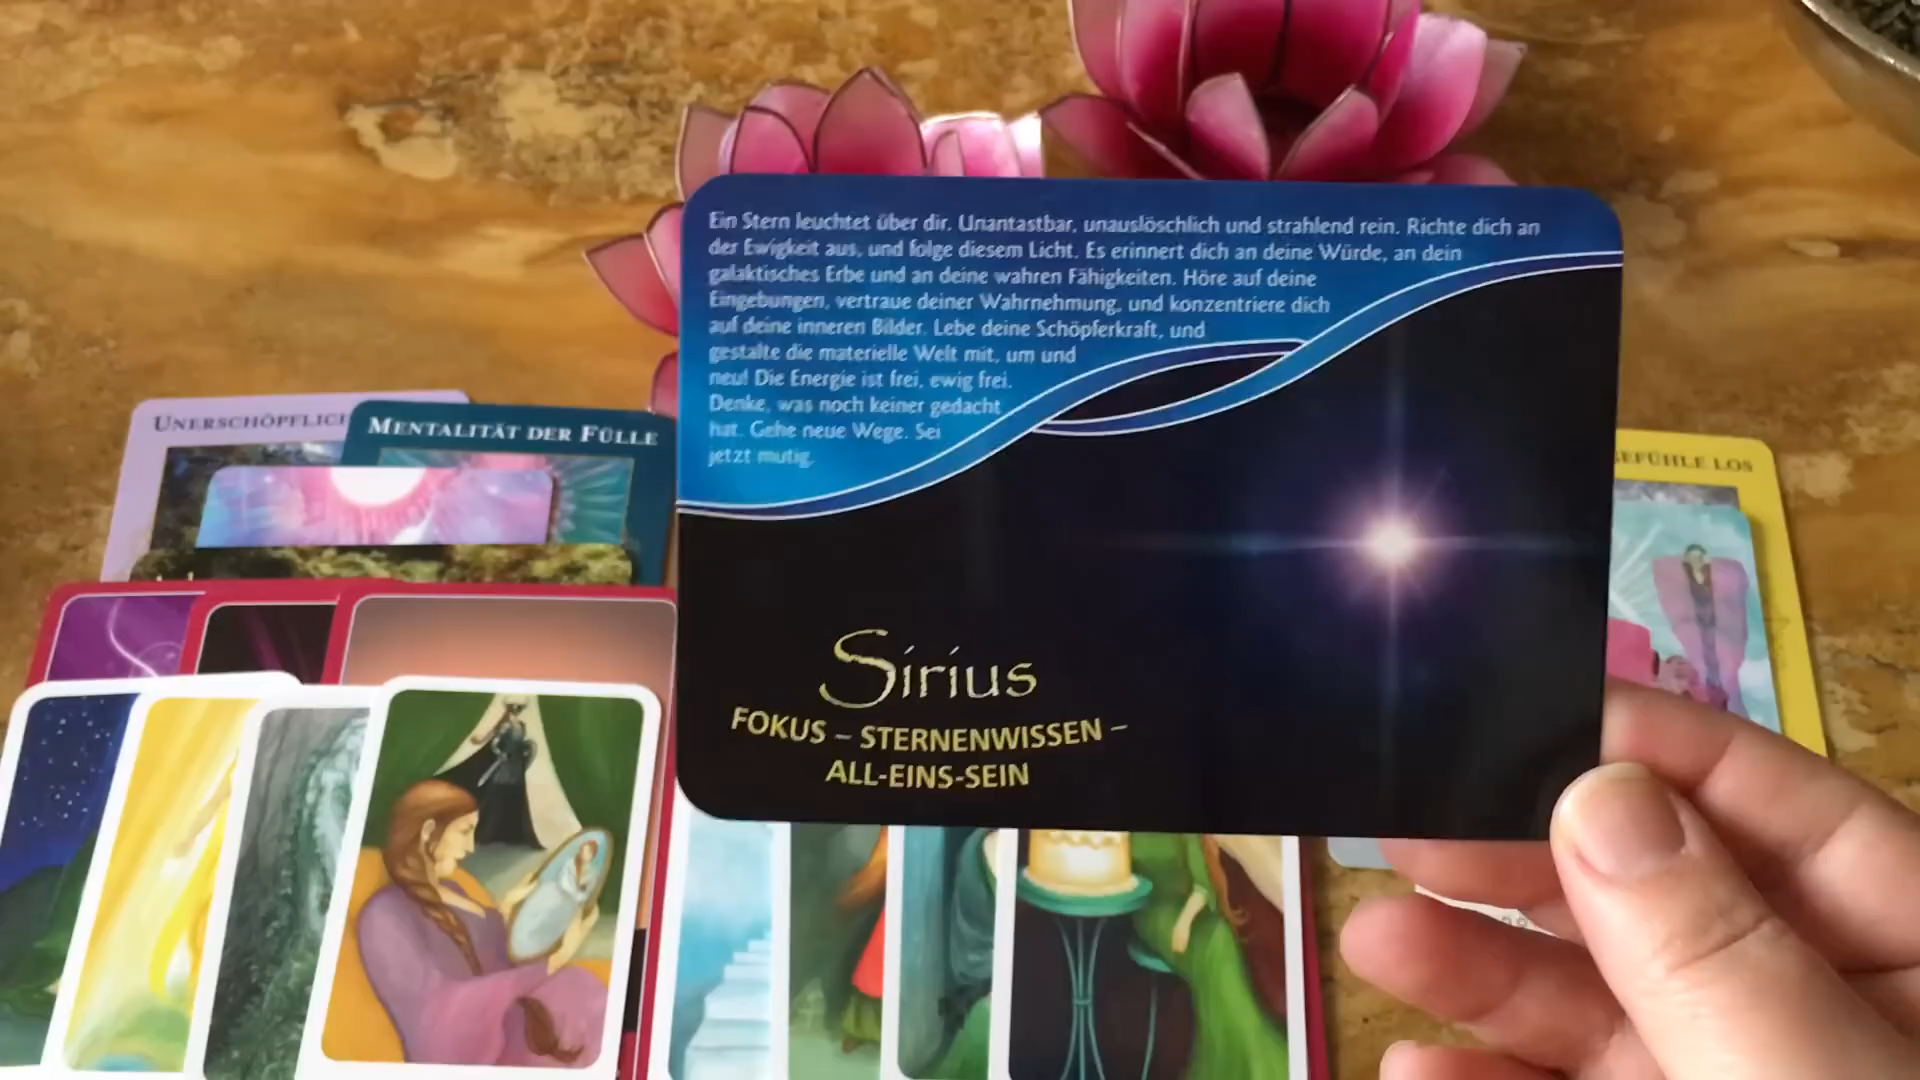 Ein Stern leuchtet über dir. Unantastbar, unauslöschlich und strahlend rein. Richte dich an
der Ewigkeit aus, und folge diesem Licht. Es erinnert dich an deine Würde, an dein
galaktisches Erbe und an deine wahren Fähigkeiten. Höre auf deine
Eingebungen, vertraue deiner Wahrnehmung, und konzentriere dich
auf deine inneren Bilder. Lebe deine Schöpferkraft, und
gestalte die materielle Welt mit, um und
neu! Die Energie ist frei, ewig frei.
Denke, was noch keiner gedacht
hat. Gehe neue Wege. Sei
jetzt mutig.
Sirius
FOKUS – STERNENWISSEN –
ALL-EINS-SEIN
UNERSCHÖPFLICH
MENTALITÄT DER FÜLLE
EFÜHLE LOS